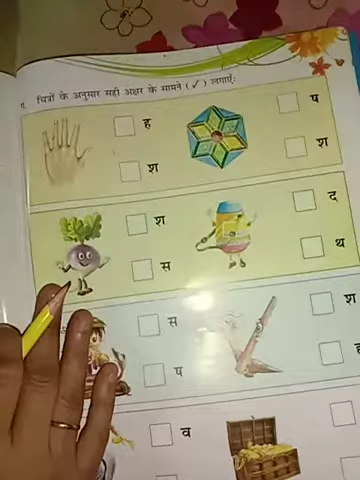 चित्रों के अनुसार सही अक्षर के सामने (✓) लगाएँ:
ह ष
श श
श द
स थ
स श
ष ह
व